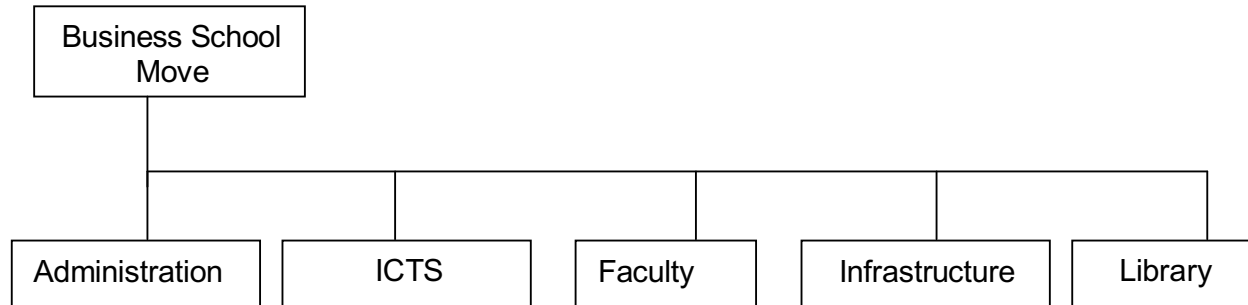 Business School
Move
Administration
ICTS
Faculty
Infrastructure
Library